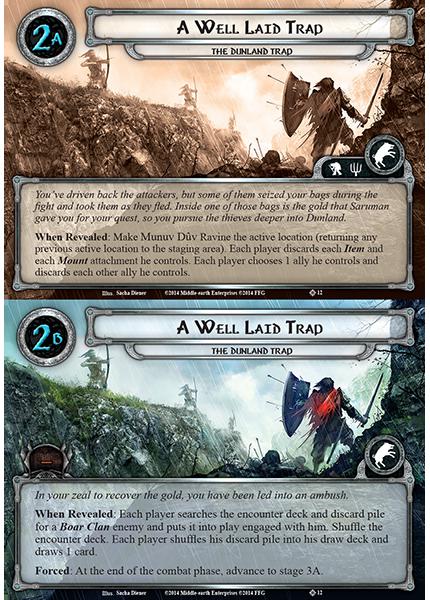 2A
A Well Laid Trap
The Dunland Trap
You've driven back the attackers, but some of them seized your bags during the
fight and took them as they fled. Inside one of those bags is the gold that Saruman
gave you for your quest, so you pursue the thieves deeper into Dunland.
When Revealed: Make Munuv Dûv Ravine the active location (returning any
previous active location to the staging area). Each player discards each Item and
each Mount attachment he controls. Each player chooses 1 ally he controls and
discards each other ally he controls.
Illus. Sacha Diener ©2014 Middle-earth Enterprises ©2014 FFG 12
2B
A Well Laid Trap
The Dunland Trap
In your zeal to recover the gold, you have been led into an ambush.
When Revealed: Each player searches the encounter deck and discard pile
for a Boar Clan enemy and puts it into play engaged with him. Shuffle the
encounter deck. Each player shuffles his discard pile into his draw deck and
draws 1 card.
Forced: At the end of the combat phase, advance to stage 3A.
Illus. Sacha Diener ©2014 Middle-earth Enterprises ©2014 FFG 12